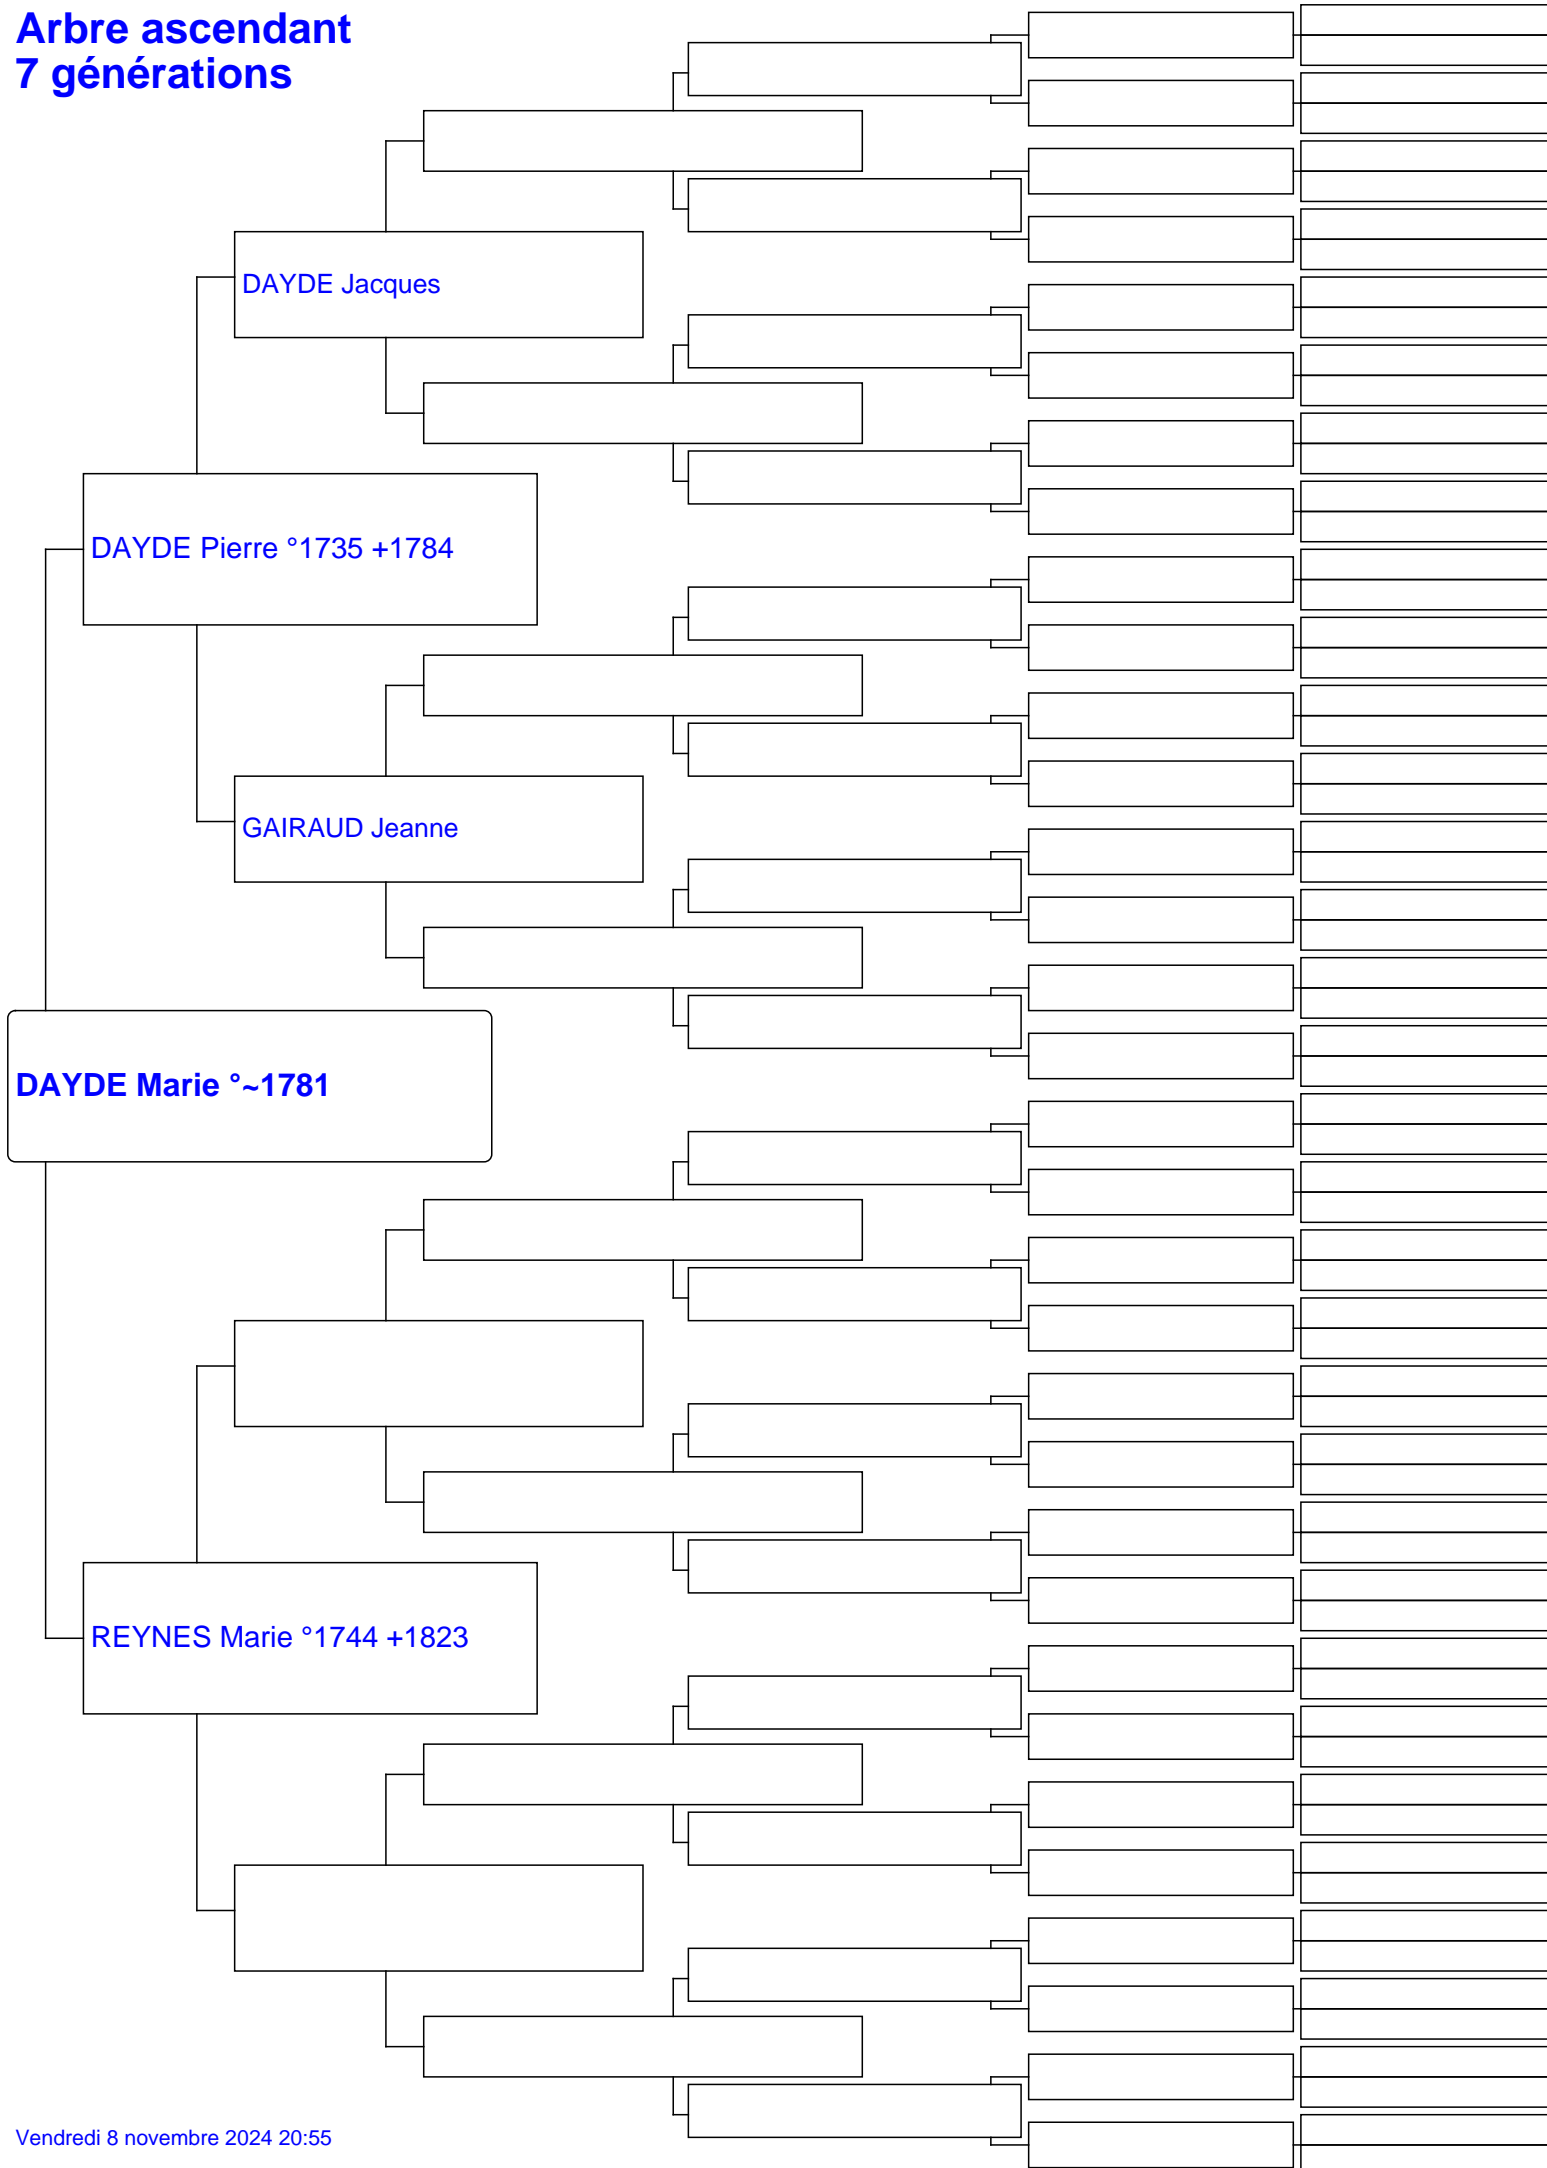 Arbre ascendant
7 générations
DAYDE Jacques
DAYDE Pierre °1735 +1784
GAIRAUD Jeanne
DAYDE Marie °~1781
REYNES Marie °1744 +1823
Vendredi 8 novembre 2024 20:55